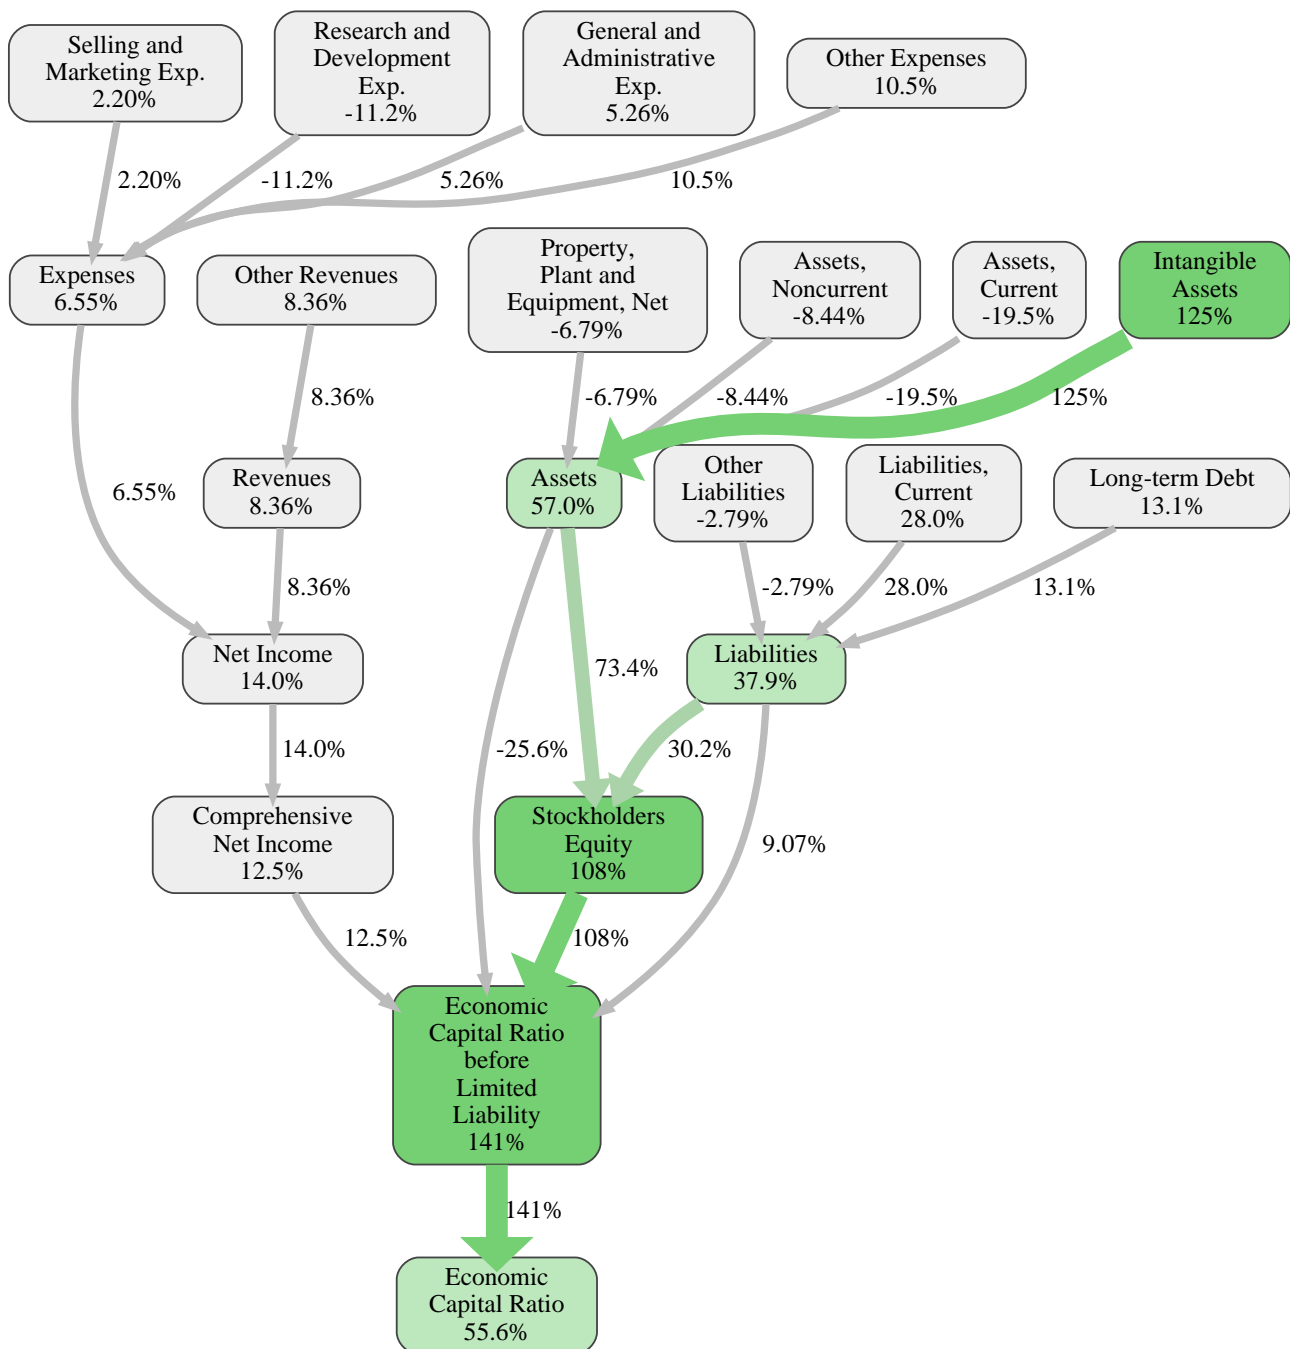 Selling and
Marketing Exp.
2.20%
Research and
Development
Exp.
-11.2%
General and
Administrative
Exp.
5.26%
Other Expenses
10.5%
2.20%
-11.2%
5.26%
10.5%
Expenses
6.55%
Other Revenues
8.36%
Property,
Plant and
Equipment, Net
-6.79%
Assets,
Noncurrent
-8.44%
Assets,
Current
-19.5%
Intangible
Assets
125%
8.36%
-6.79%
-8.44%
-19.5%
125%
6.55%
Revenues
8.36%
Assets
57.0%
Other
Liabilities
-2.79%
Liabilities,
Current
28.0%
Long-term Debt
13.1%
8.36%
-2.79%
28.0%
13.1%
Net Income
14.0%
73.4%
Liabilities
37.9%
14.0%
-25.6%
30.2%
Comprehensive
Net Income
12.5%
Stockholders
Equity
108%
9.07%
12.5%
108%
Economic
Capital Ratio
before
Limited
Liability
141%
141%
Economic
Capital Ratio
55.6%